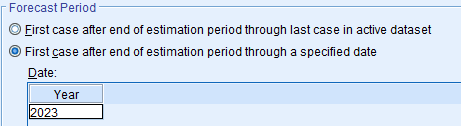 Forecast Period
First case after end of estimation period through last case in active dataset
First case after end of estimation period through a specified date
Date:
Year
2023